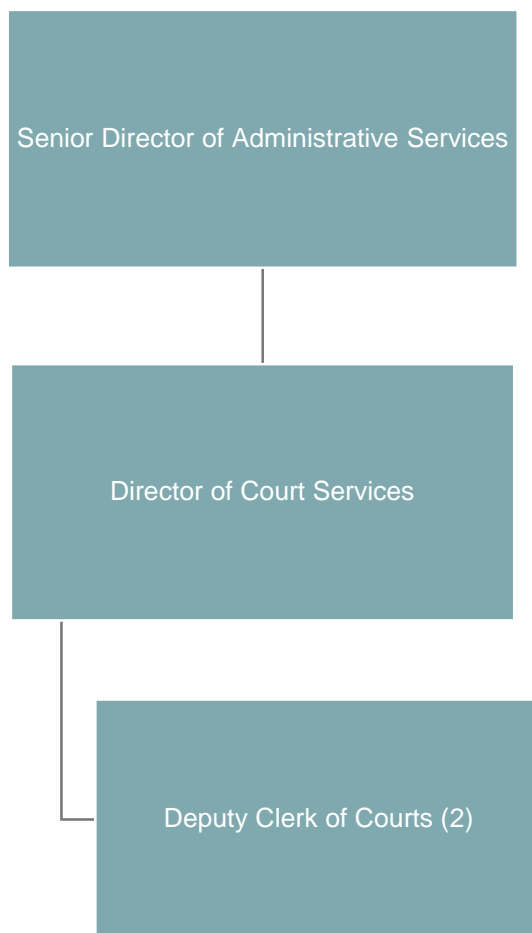 Senior Director of Administrative Services
Director of Court Services
Deputy Clerk of Courts (2)